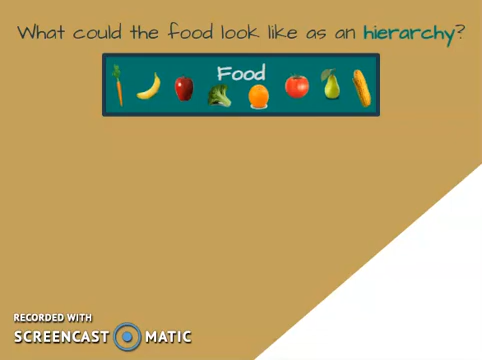 What could the food look like as an hierarchy?
Food
RECORDED WITH
SCREENCAST MATIC